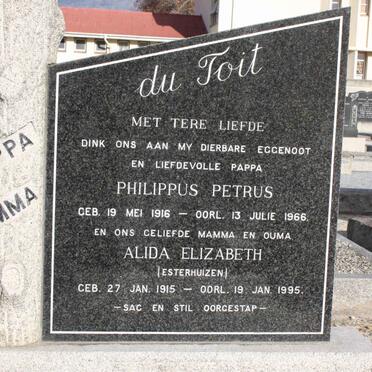 du Toit
MET TERE LIEFDE
DINK ONS AAN MY DIERBARE EGGENOOT
EN LIEFDEVOLLE PAPPA
PHILIPPUS PETRUS
GEB. 19 MEI 1916 — OORL. 13 JULIE 1966.
EN ONS GELIEFDE MAMMA EN OUMA
ALIDA ELIZABETH
(ESTERHUIZEN)
GEB. 27 JAN. 1915 — OORL. 19 JAN. 1995.
—SAG EN STIL OORGESTAP—